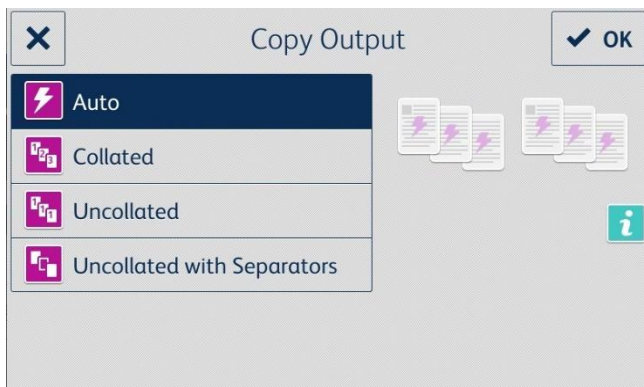 Copy Output
OK
Auto
Collated
Uncollated
Uncollated with Separators